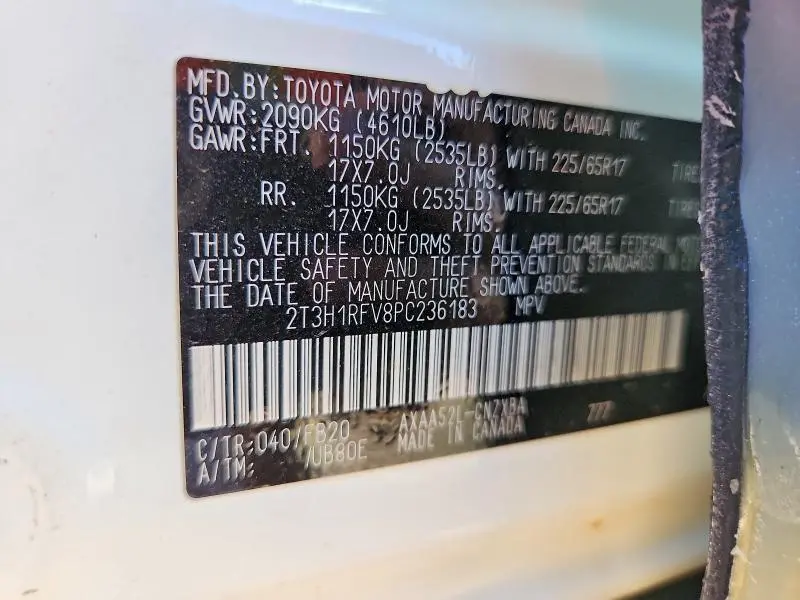 MFD.BY:TOYOTA MOTOR MANUFACTURING CANADA INC.
GVWR:2090KG (4610LB)
GAWR:FRT. 1150KG (2535LB) WITH 225/65R17 TIRES
17X7.0J RIMS,
RR. 1150KG (2535LB) WITH 225/65R17
17X7.0J RIMS.
THIS VEHICLE CONFORMS TO ALL APPLICABLE FEDERAL
VEHICLE SAFETY AND THEFT PREVENTION STANDARDS IN
THE DATE OF MANUFACTURE SHOWN ABOVE.
2T3H1RFV8PC236183 MPV
C/TR:040/FB20 AXAA52L-CNZXBA 777
A/TM: /UB80E MADE IN CANADA